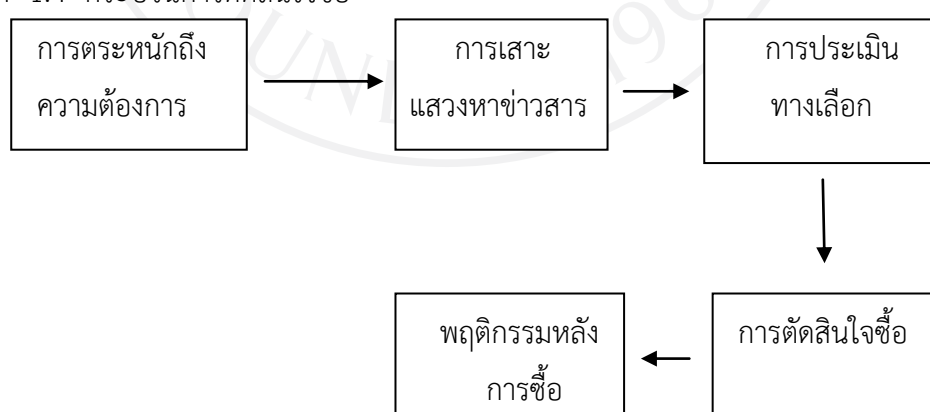 การตระหนักถึง
ความต้องการ
การเสาะ
แสวงหาข่าวสาร
การประเมิน
ทางเลือก
การตัดสินใจซื้อ
พฤติกรรมหลัง
การซื้อ